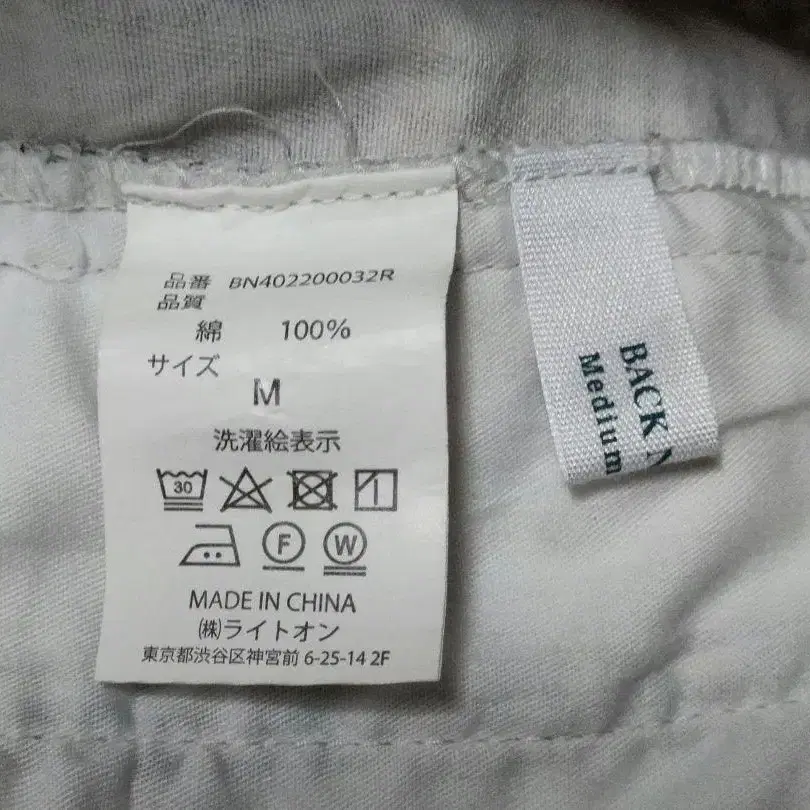 品番 BN402200032R
品質
綿 100%
サイズ
M
洗濯絵表示
30
F W
MADE IN CHINA
㈱ライトオン
東京都渋谷区神宮前 6-25-14 2F
BACK
Medium